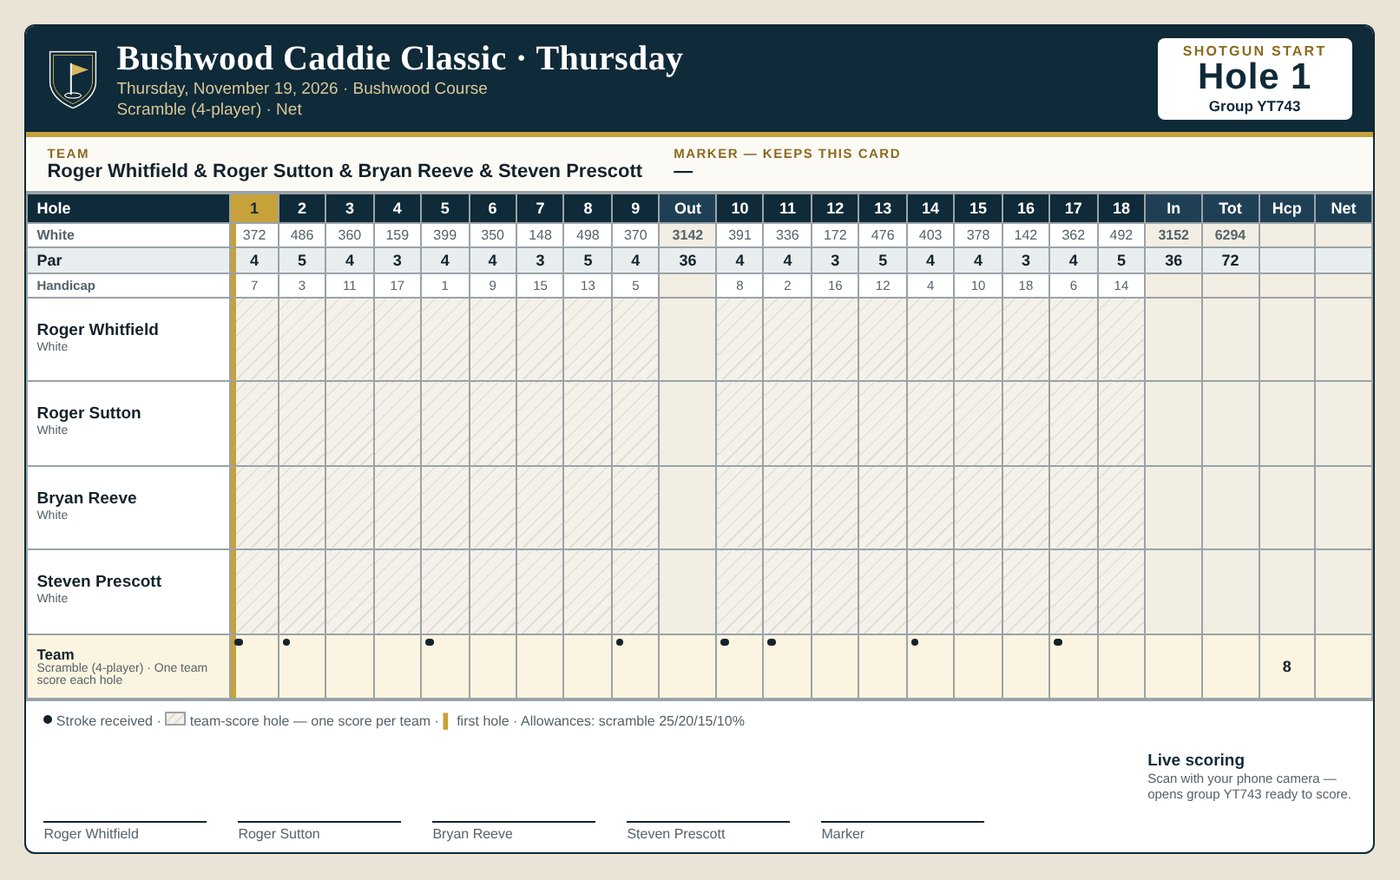 Bushwood Caddie Classic · Thursday
Thursday, November 19, 2026 · Bushwood Course
Scramble (4-player) · Net
SHOTGUN START
Hole 1
Group YT743
TEAM
Roger Whitfield & Roger Sutton & Bryan Reeve & Steven Prescott
MARKER — KEEPS THIS CARD
—
Hole 1 2 3 4 5 6 7 8 9 Out 10 11 12 13 14 15 16 17 18 In Tot Hcp Net
White 372 486 360 159 399 350 148 498 370 3142 391 336 172 476 403 378 142 362 492 3152 6294
Par 4 5 4 3 4 4 3 5 4 36 4 4 3 5 4 4 3 4 5 36 72
Handicap 7 3 11 17 1 9 15 13 5 8 2 16 12 4 10 18 6 14
Roger Whitfield
White
Roger Sutton
White
Bryan Reeve
White
Steven Prescott
White
Team
Scramble (4-player) · One team
score each hole
8
Stroke received · team-score hole — one score per team · first hole · Allowances: scramble 25/20/15/10%
Live scoring
Scan with your phone camera —
opens group YT743 ready to score.
Roger Whitfield Roger Sutton Bryan Reeve Steven Prescott Marker